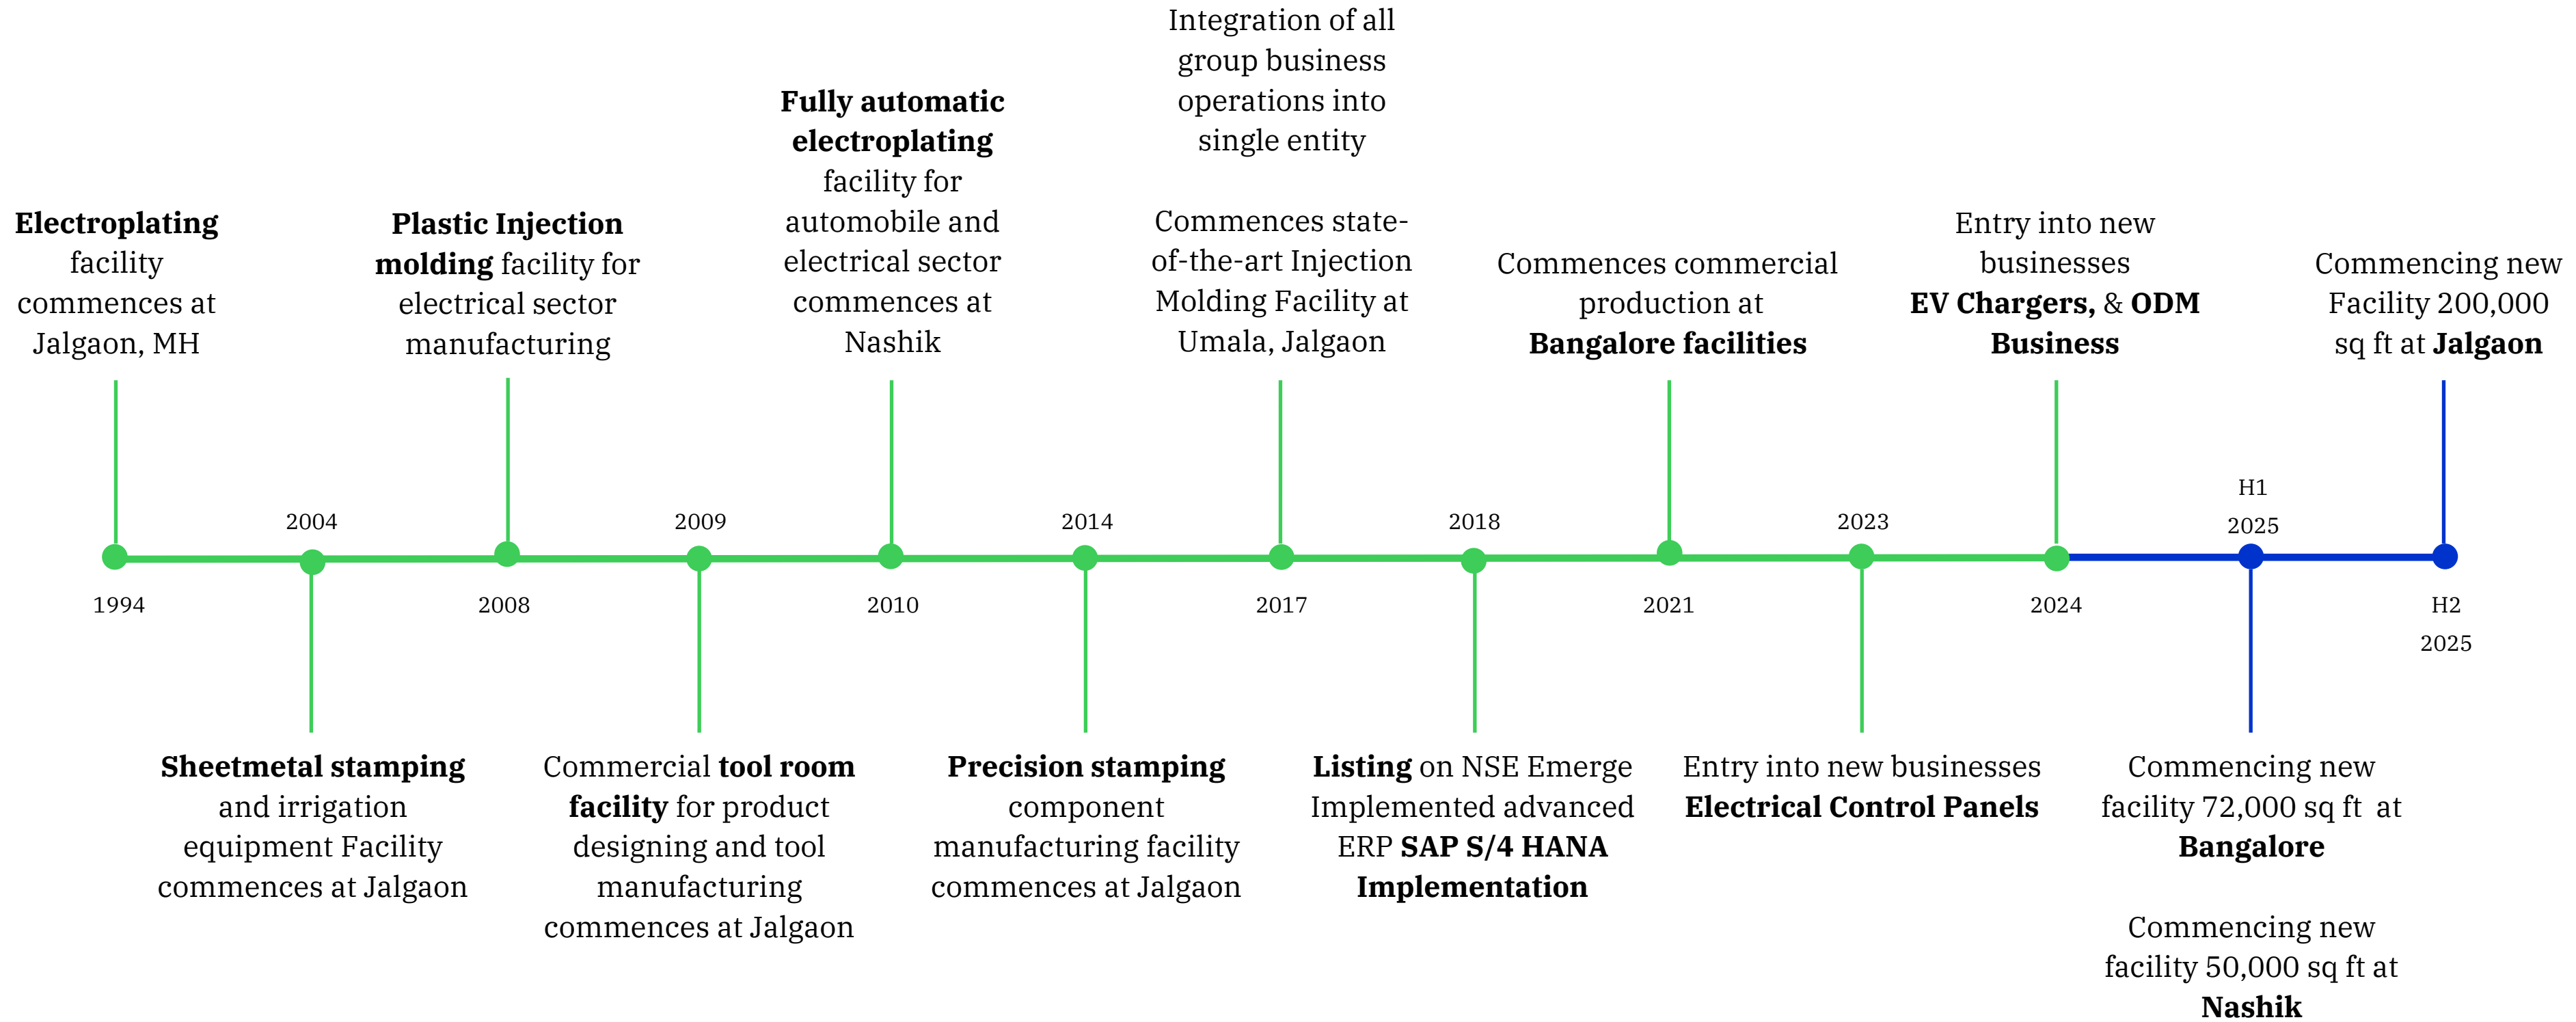 Electroplating
facility
commences at
Jalgaon, MH
1994
2004
Sheetmetal stamping
and irrigation
equipment Facility
commences at Jalgaon
Plastic Injection
molding facility for
electrical sector
manufacturing
2008
2009
Commercial tool room
facility for product
designing and tool
manufacturing
commences at Jalgaon
Fully automatic
electroplating
facility for
automobile and
electrical sector
commences at
Nashik
2010
2014
Precision stamping
component
manufacturing facility
commences at Jalgaon
Integration of all
group business
operations into
single entity
Commences state-
of-the-art Injection
Molding Facility at
Umala, Jalgaon
2017
2018
Listing on NSE Emerge
Implemented advanced
ERP SAP S/4 HANA
Implementation
Commences commercial
production at
Bangalore facilities
2021
2023
Entry into new businesses
Electrical Control Panels
Entry into new
businesses
EV Chargers, & ODM
Business
2024
H1
2025
Commencing new
facility 72,000 sq ft at
Bangalore
Commencing new
facility 50,000 sq ft at
Nashik
Commencing new
Facility 200,000
sq ft at Jalgaon
H2
2025